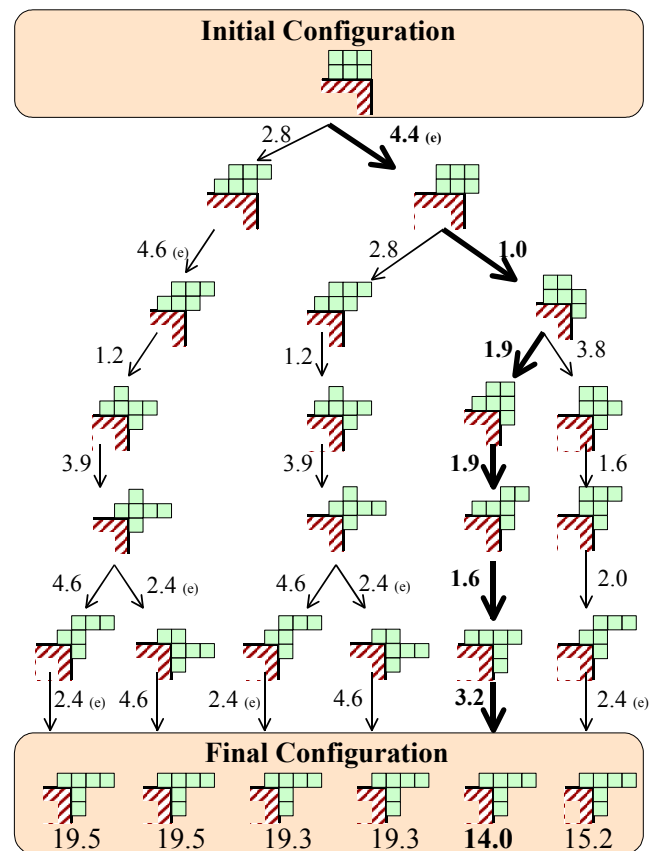 Initial Configuration
2.8 4.4 (e)
4.6 (e) 2.8 1.0
1.2 1.2 1.9 3.8
3.9 3.9 1.9 1.6
4.6 2.4 (e) 4.6 2.4 (e) 1.6 2.0
2.4 (e) 4.6 2.4 (e) 4.6 3.2 2.4 (e)
Final Configuration
19.5 19.5 19.3 19.3 14.0 15.2